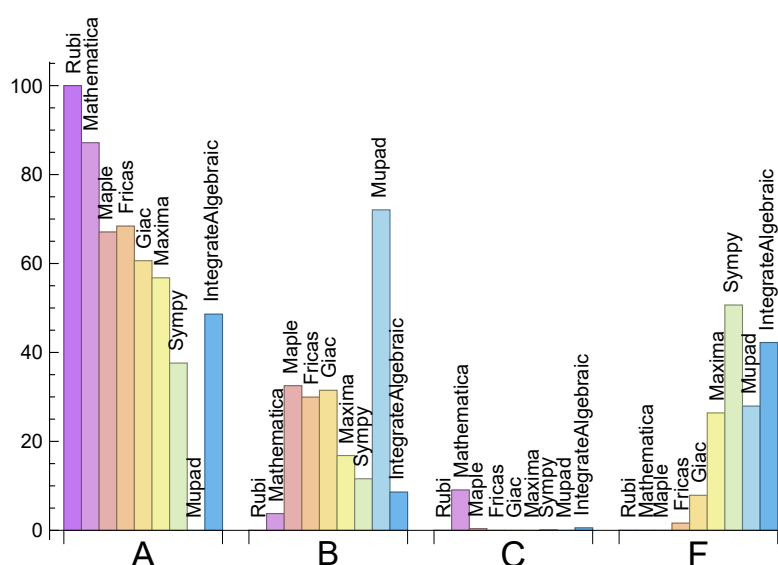 100
80
60
40
20
0
Rubi
Mathematica
Maple
Fricas
Giac
Maxima
Sympy
Mupad
IntegrateAlgebraic
Rubi
Mathematica
Maple
Fricas
Giac
Maxima
Sympy
Mupad
IntegrateAlgebraic
Rubi
Mathematica
Maple
Fricas
Giac
Maxima
Sympy
Mupad
IntegrateAlgebraic
Rubi
Mathematica
Maple
Fricas
Giac
Maxima
Sympy
Mupad
IntegrateAlgebraic
A
B
C
F